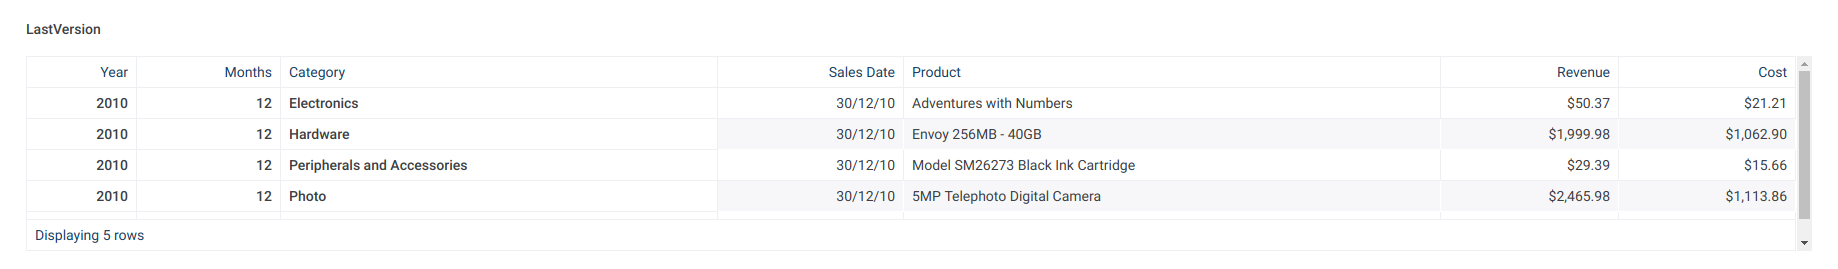 LastVersion
Year Months Category Sales Date Product Revenue Cost
2010 12 Electronics 30/12/10 Adventures with Numbers $50.37 $21.21
2010 12 Hardware 30/12/10 Envoy 256MB - 40GB $1,999.98 $1,062.90
2010 12 Peripherals and Accessories 30/12/10 Model SM26273 Black Ink Cartridge $29.39 $15.66
2010 12 Photo 30/12/10 5MP Telephoto Digital Camera $2,465.98 $1,113.86
Displaying 5 rows